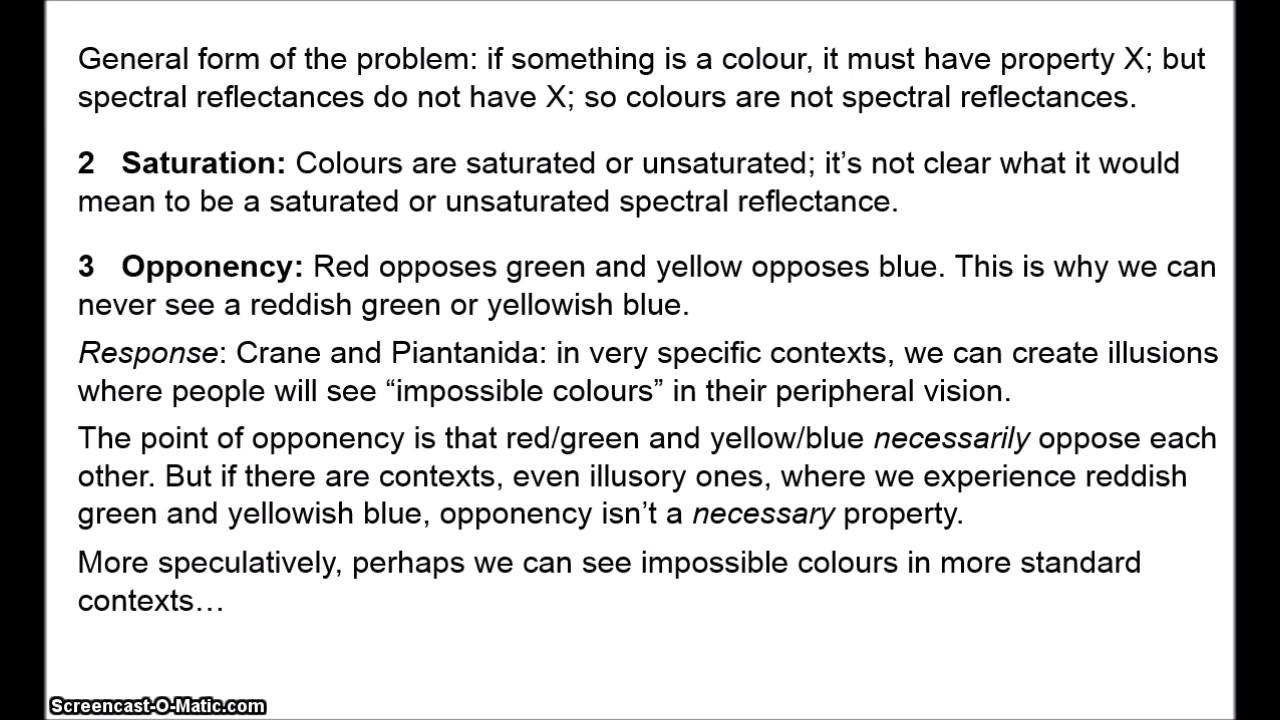 General form of the problem: if something is a colour, it must have property X; but
spectral reflectances do not have X; so colours are not spectral reflectances.
2 Saturation: Colours are saturated or unsaturated; it’s not clear what it would
mean to be a saturated or unsaturated spectral reflectance.
3 Opponency: Red opposes green and yellow opposes blue. This is why we can
never see a reddish green or yellowish blue.
Response: Crane and Piantanida: in very specific contexts, we can create illusions
where people will see “impossible colours” in their peripheral vision.
The point of opponency is that red/green and yellow/blue necessarily oppose each
other. But if there are contexts, even illusory ones, where we experience reddish
green and yellowish blue, opponency isn’t a necessary property.
More speculatively, perhaps we can see impossible colours in more standard
contexts…
Screencast-O-Matic.com